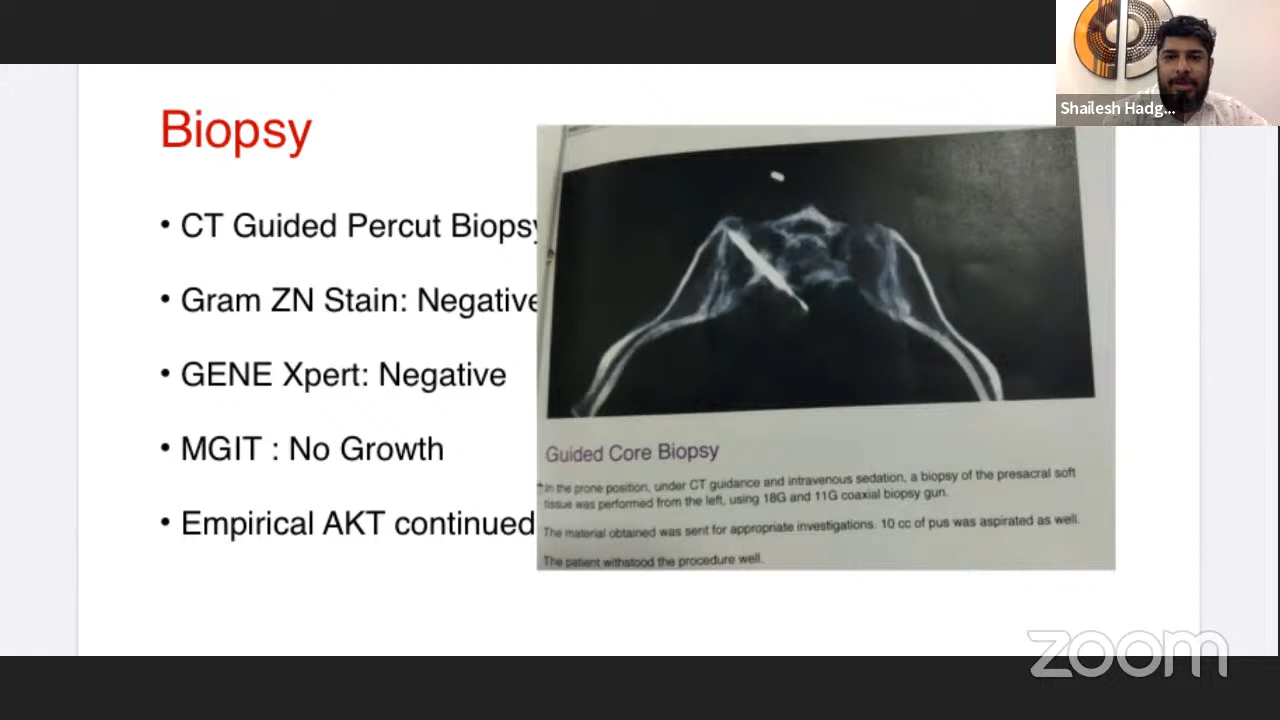 Shailesh Hadg...
Biopsy
• CT Guided Percut Biopsy
• Gram ZN Stain: Negative
• GENE Xpert: Negative
• MGIT : No Growth
• Empirical AKT continued
Guided Core Biopsy
In the prone position, under CT guidance and intravenous sedation, a biopsy of the presacral soft
tissue was performed from the left, using 18G and 11G coaxial biopsy gun.
The material obtained was sent for appropriate investigations. 10 cc of pus was aspirated as well.
The patient withstood the procedure well.
zoom